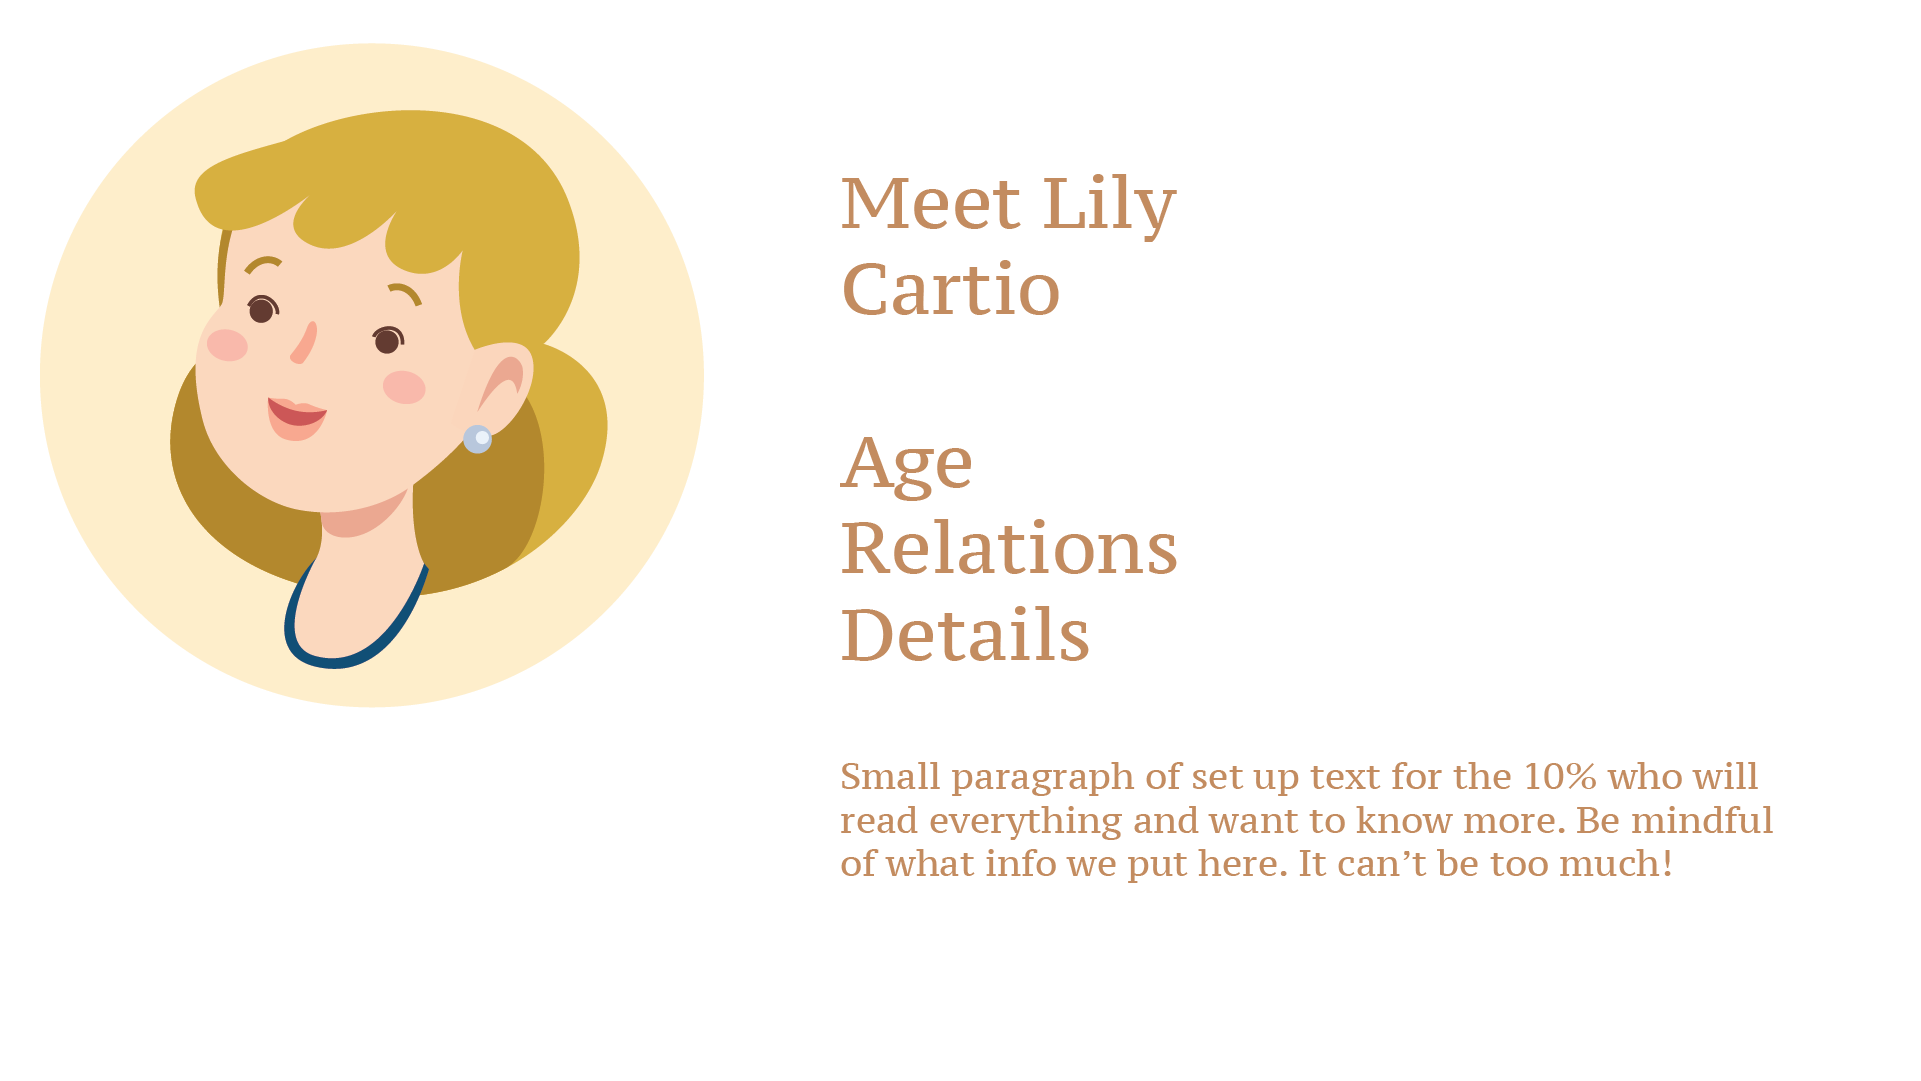 Meet Lily
Cartio
Age
Relations
Details
Small paragraph of set up text for the 10% who will
read everything and want to know more. Be mindful
of what info we put here. It can’t be too much!